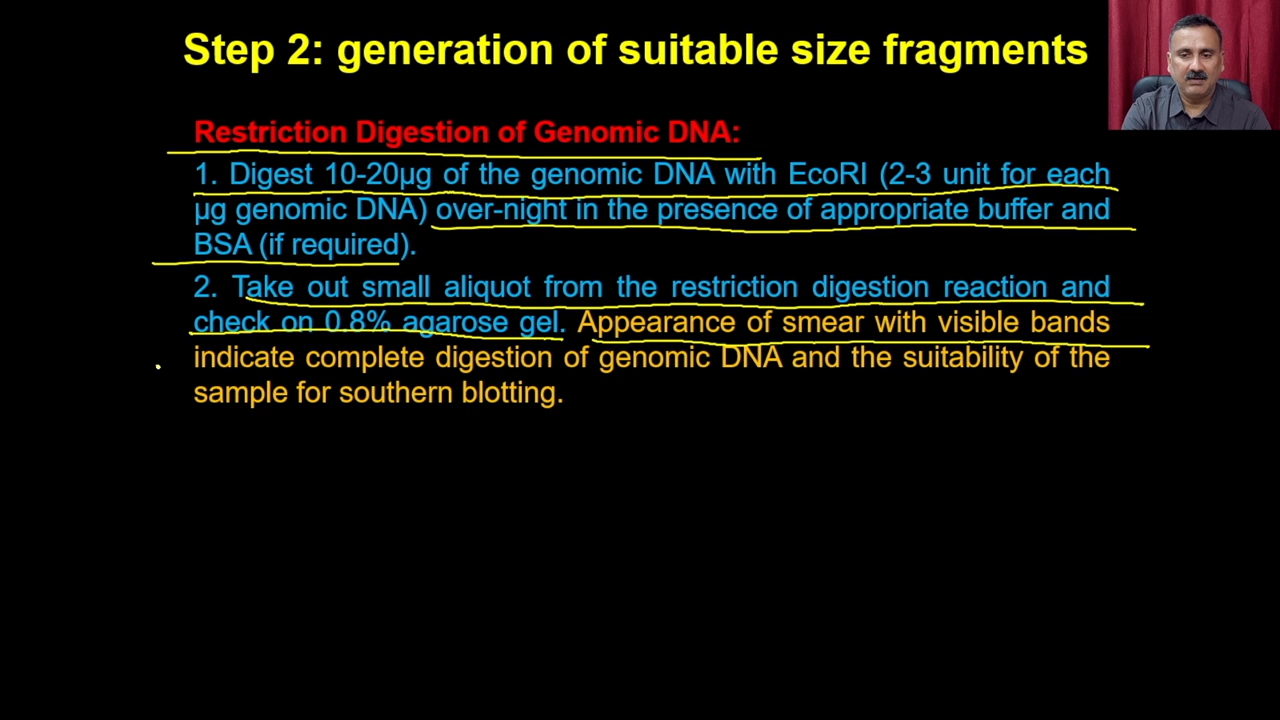 Step 2: generation of suitable size fragments
Restriction Digestion of Genomic DNA:
1. Digest 10-20µg of the genomic DNA with EcoRI (2-3 unit for each
µg genomic DNA) over-night in the presence of appropriate buffer and
BSA (if required).
2. Take out small aliquot from the restriction digestion reaction and
check on 0.8% agarose gel. Appearance of smear with visible bands
indicate complete digestion of genomic DNA and the suitability of the
sample for southern blotting.